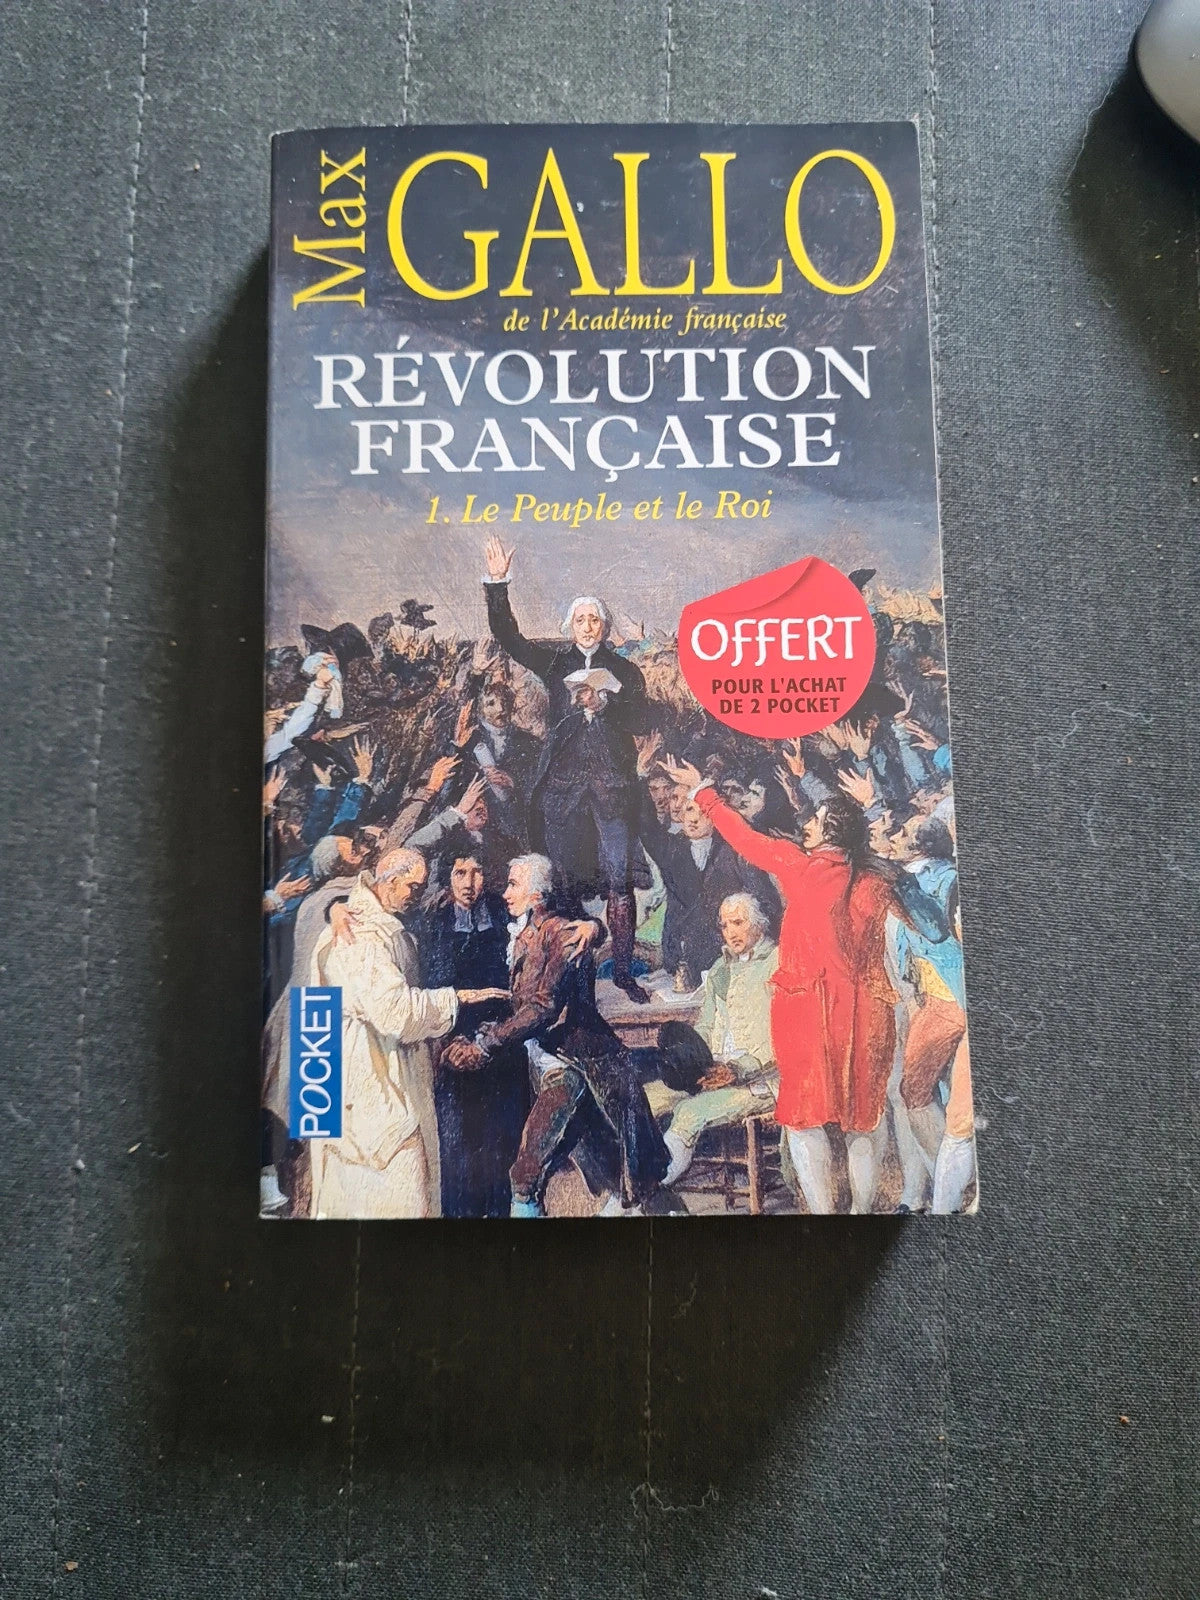 Max
GALLO
de l'Académie française
RÉVOLUTION
FRANÇAISE
1. Le Peuple et le Roi
OFFERT
POUR L'ACHAT
DE 2 POCKET
POCKET